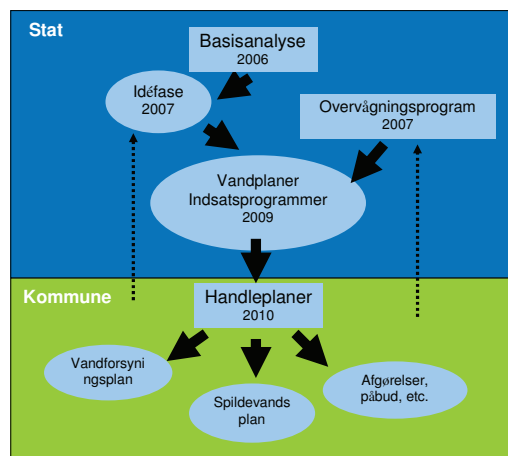 Stat
Basisanalyse
2006
Idéfase
2007
Overvågningsprogram
2007
Vandplaner
Indsatsprogrammer
2009
Kommune
Handleplaner
2010
Vandforsyni
ngsplan
Spildevands
plan
Afgørelser,
påbud, etc.